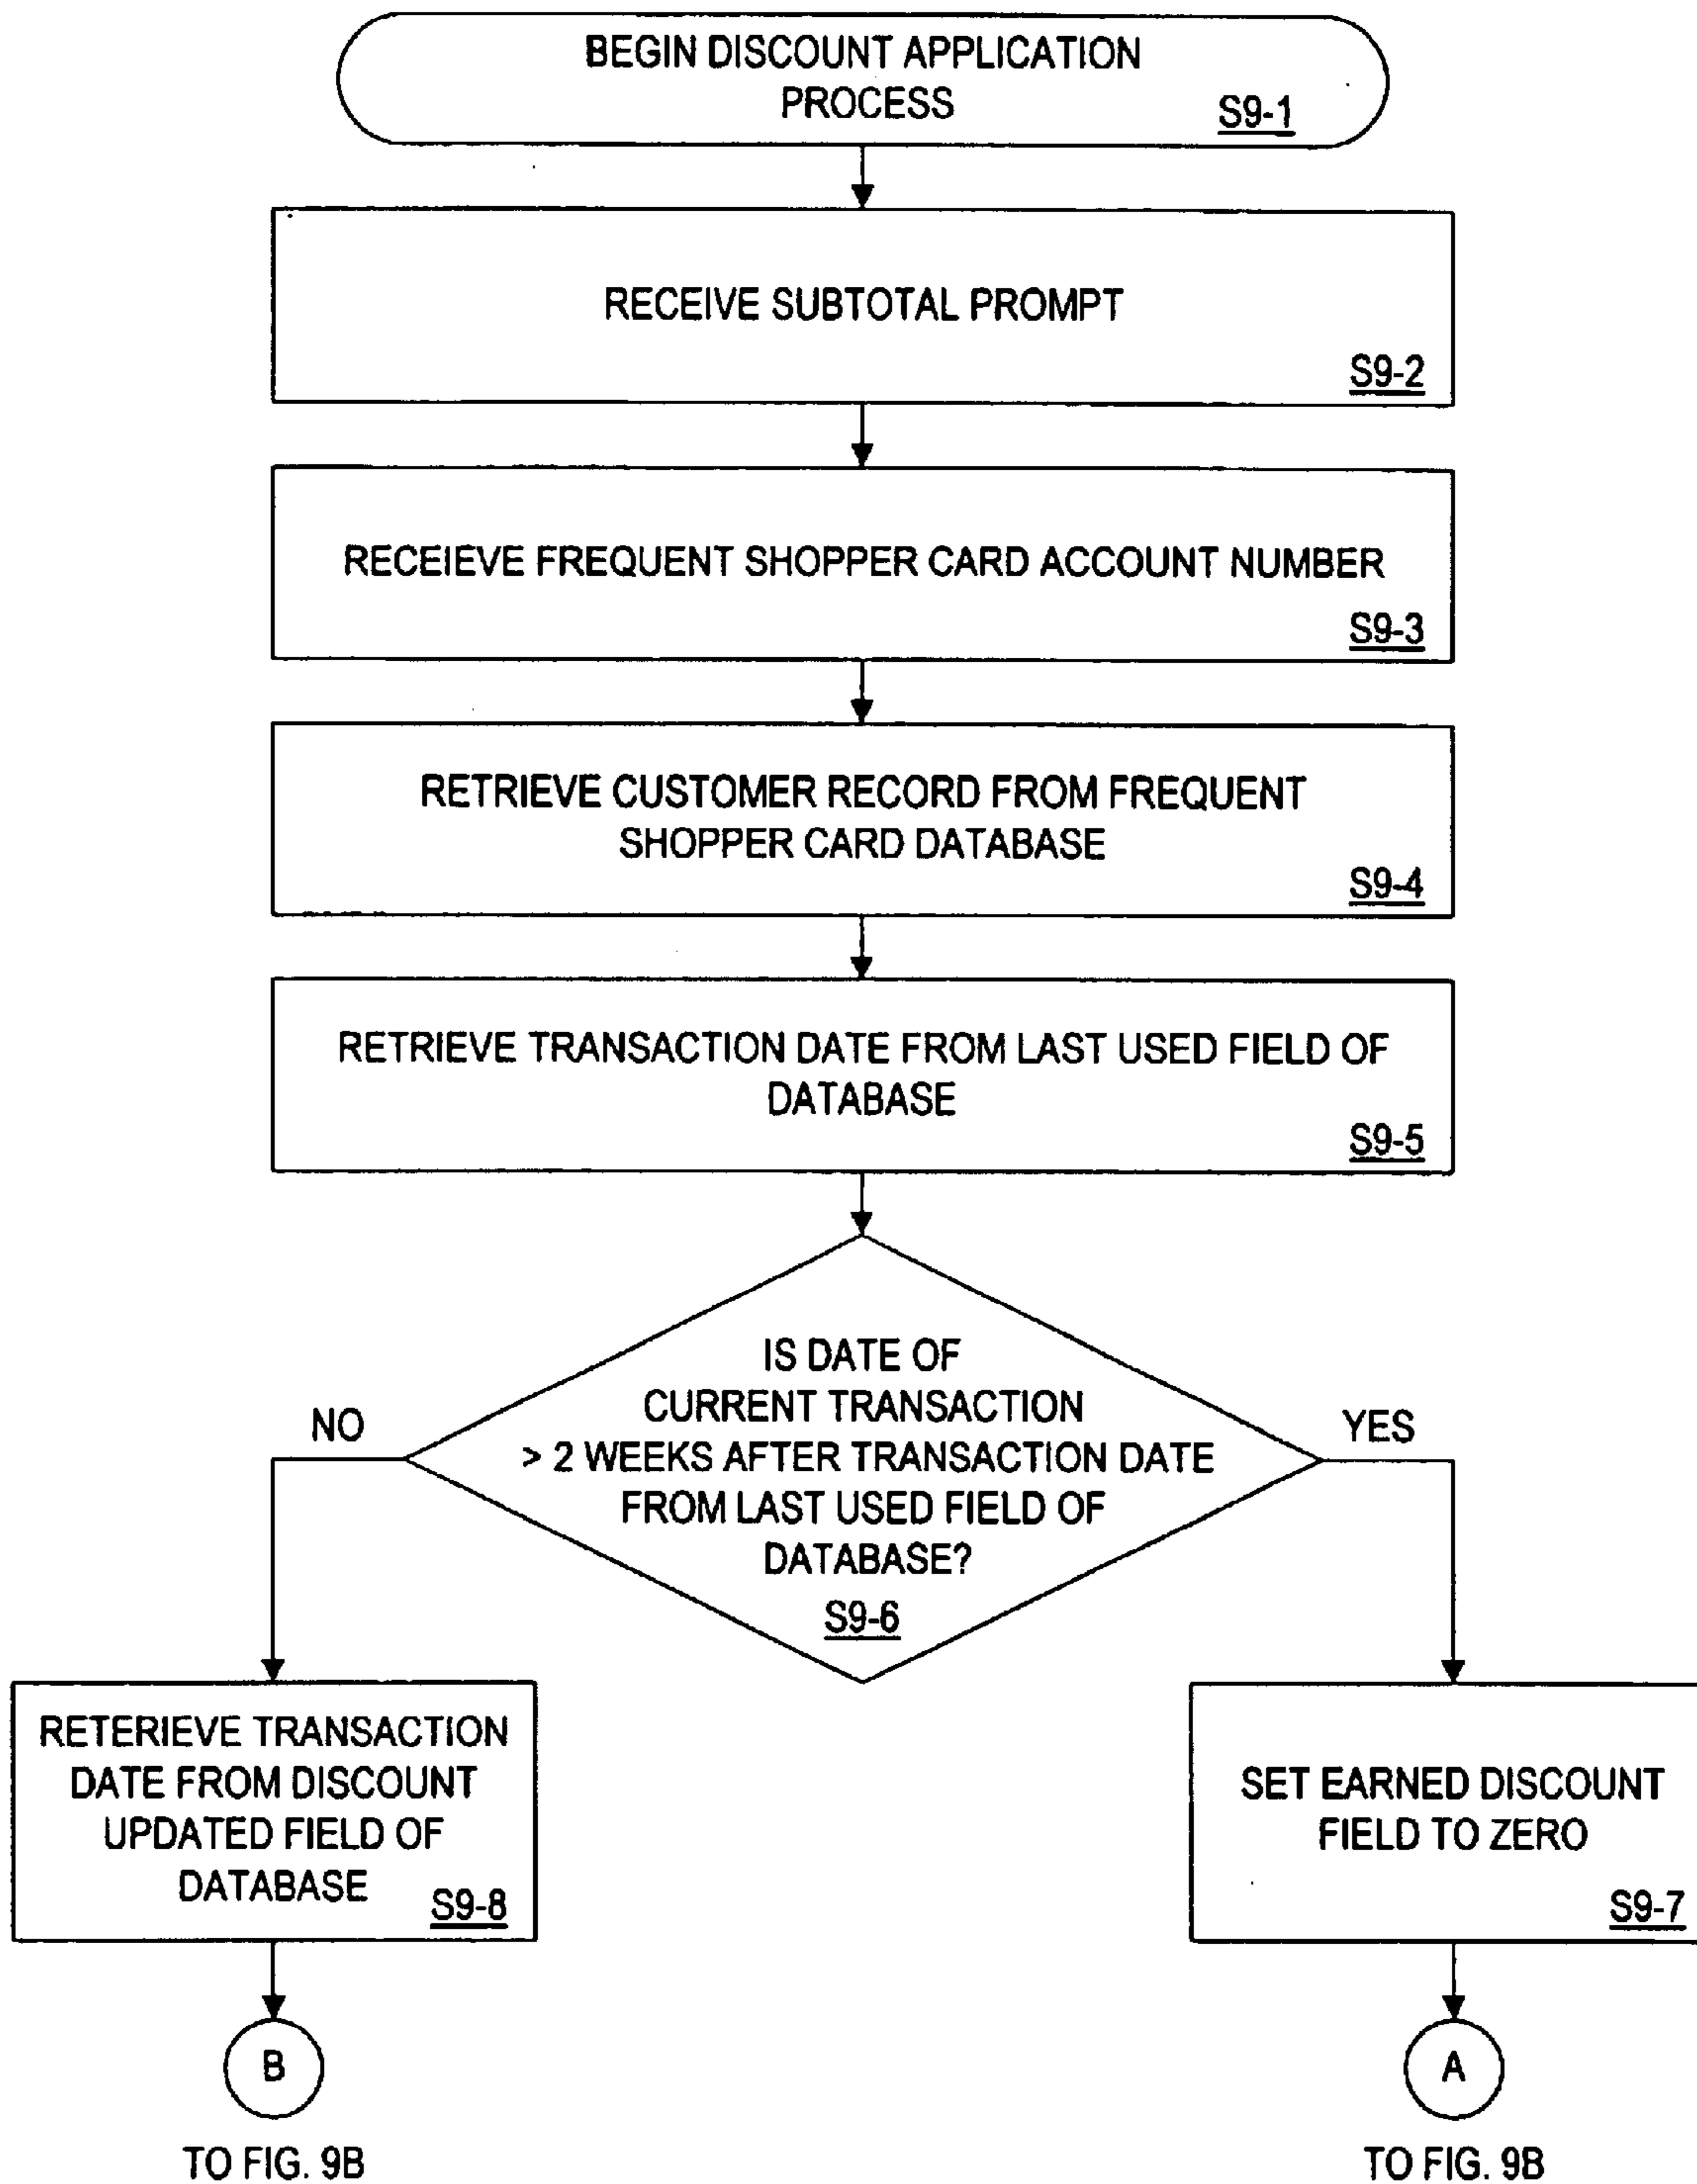 BEGIN DISCOUNT APPLICATION
PROCESS
S9-1
RECEIVE SUBTOTAL PROMPT
S9-2
RECEIEVE FREQUENT SHOPPER CARD ACCOUNT NUMBER
S9-3
RETRIEVE CUSTOMER RECORD FROM FREQUENT
SHOPPER CARD DATABASE
S9-4
RETRIEVE TRANSACTION DATE FROM LAST USED FIELD OF
DATABASE
S9-5
IS DATE OF
CURRENT TRANSACTION
> 2 WEEKS AFTER TRANSACTION DATE
FROM LAST USED FIELD OF
DATABASE?
S9-6
NO
YES
RETERIEVE TRANSACTION
DATE FROM DISCOUNT
UPDATED FIELD OF
DATABASE
S9-8
SET EARNED DISCOUNT
FIELD TO ZERO
S9-7
B
TO FIG. 9B
A
TO FIG. 9B